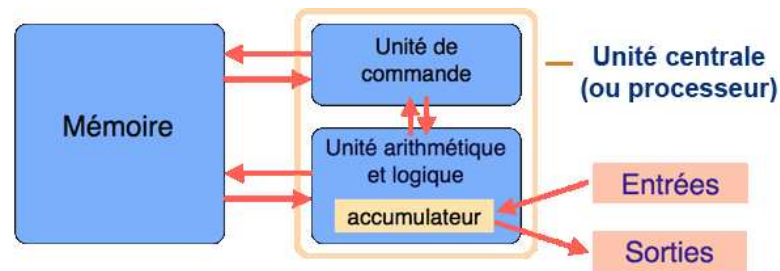 Mémoire
Unité de
commande
Unité centrale
(ou processeur)
Unité arithmétique
et logique
accumulateur
Entrées
Sorties